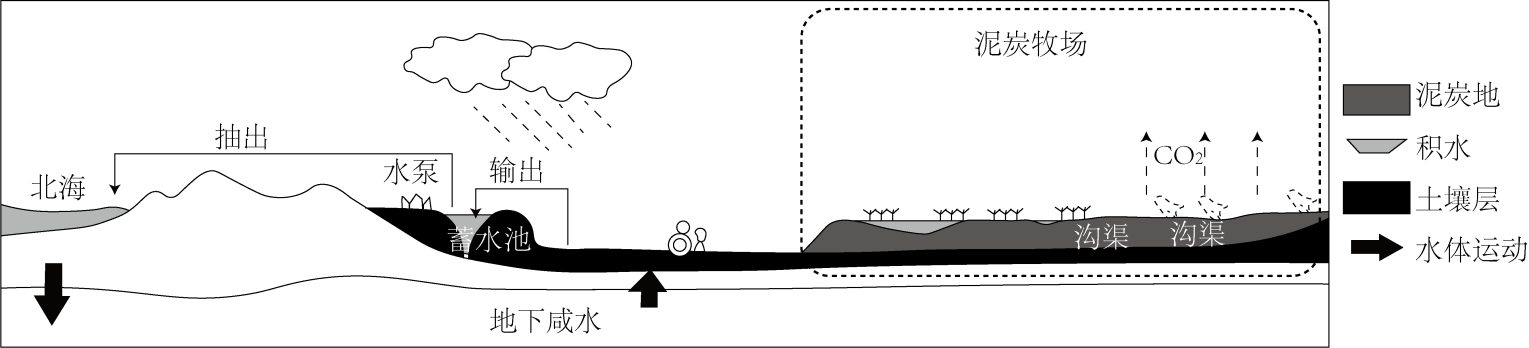 泥炭牧场
抽出
水泵
输出
北海
CO₂
蓄水池
沟渠
沟渠
地下咸水
泥炭地
积水
土壤层
水体运动